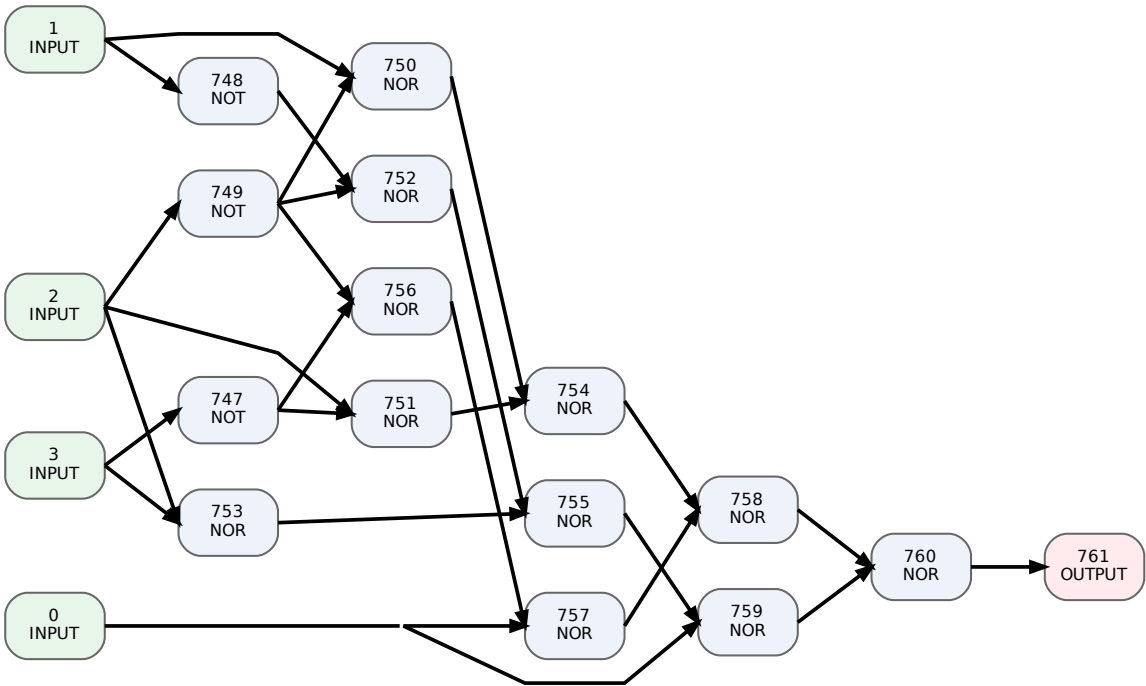 1
INPUT
748
NOT
750
NOR
749
NOT
752
NOR
2
INPUT
756
NOR
747
NOT
751
NOR
754
NOR
3
INPUT
753
NOR
755
NOR
758
NOR
760
NOR
761
OUTPUT
0
INPUT
757
NOR
759
NOR